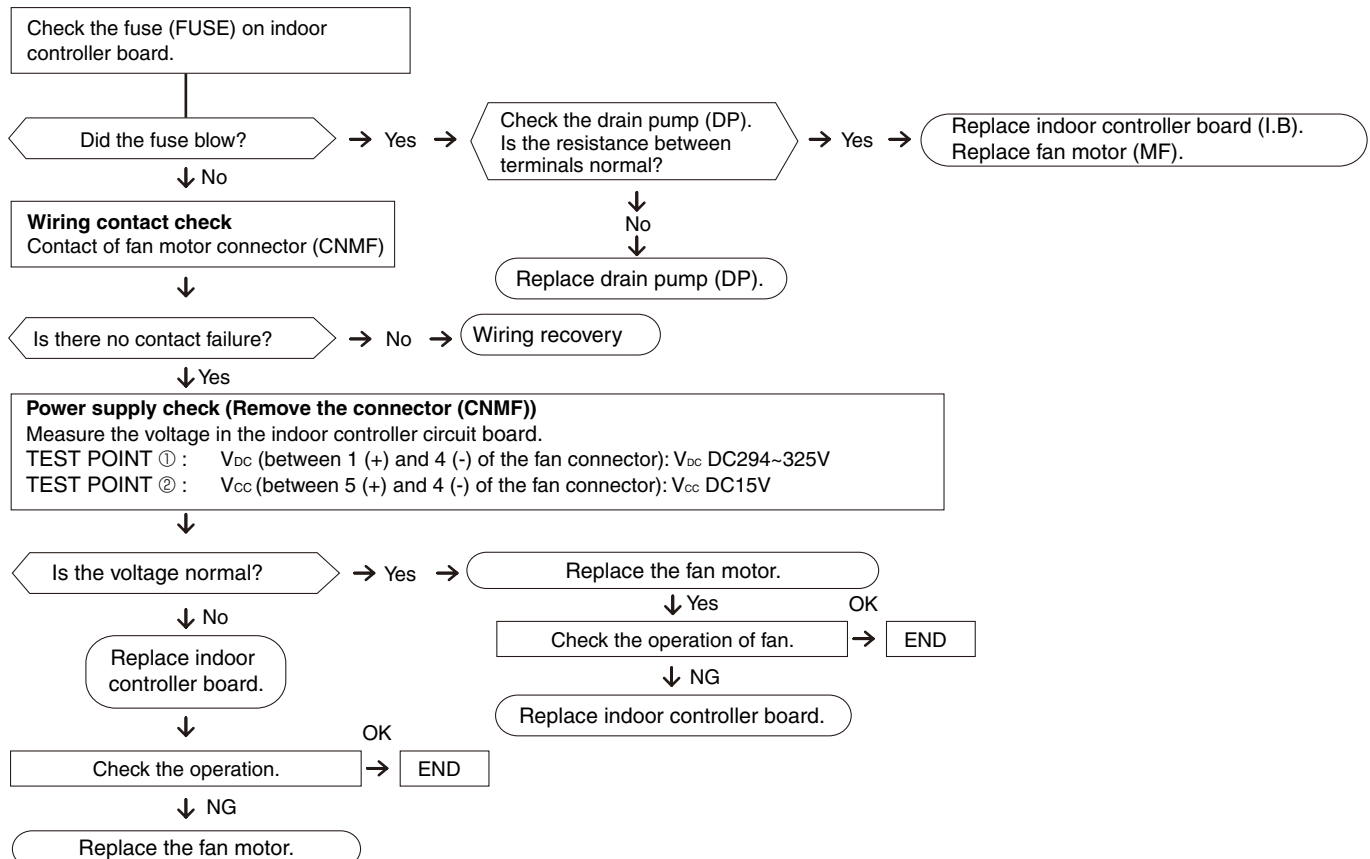 Check the fuse (FUSE) on indoor
controller board.
Did the fuse blow?
Yes
Check the drain pump (DP).
Is the resistance between
terminals normal?
Yes
Replace indoor controller board (I.B).
Replace fan motor (MF).
No
Wiring contact check
Contact of fan motor connector (CNMF)
No
Replace drain pump (DP).
Is there no contact failure?
No
Wiring recovery
Yes
Power supply check (Remove the connector (CNMF))
Measure the voltage in the indoor controller circuit board.
TEST POINT ① : VDC (between 1 (+) and 4 (-) of the fan connector): VDC DC294~325V
TEST POINT ② : Vcc (between 5 (+) and 4 (-) of the fan connector): Vcc DC15V
Is the voltage normal?
Yes
Replace the fan motor.
Yes
OK
Check the operation of fan.
END
NG
Replace indoor controller board.
No
Replace indoor
controller board.
OK
Check the operation.
END
NG
Replace the fan motor.